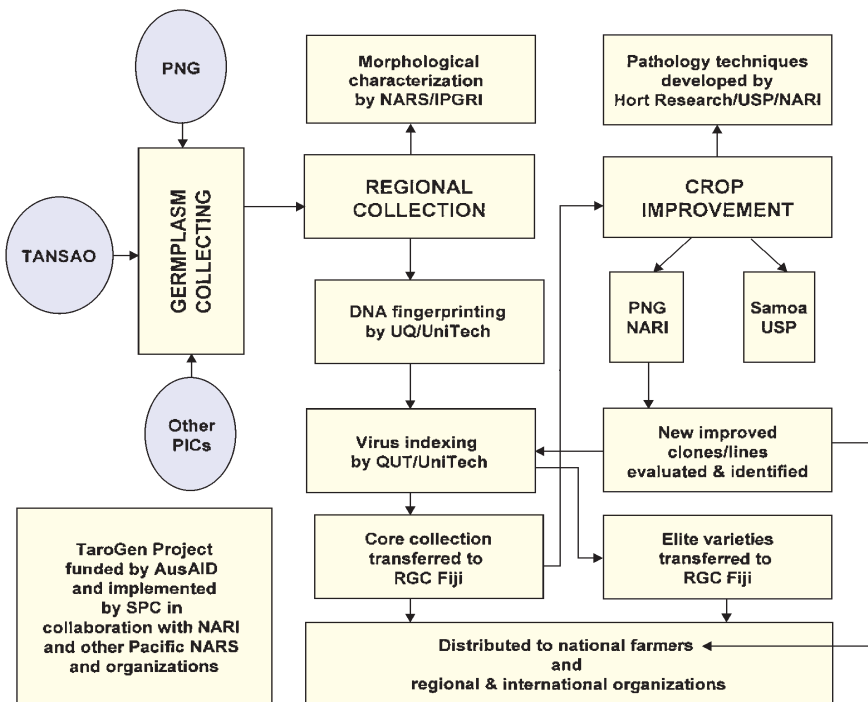 PNG
TANSAO
Other
PICs
GERMPLASM
COLLECTING
Morphological
characterization
by NARS/IPGRI
REGIONAL
COLLECTION
DNA fingerprinting
by UQ/UniTech
Virus indexing
by QUT/UniTech
Core collection
transferred to
RGC Fiji
Pathology techniques
developed by
Hort Research/USP/NARI
CROP
IMPROVEMENT
PNG
NARI
Samoa
USP
New improved
clones/lines
evaluated & identified
Elite varieties
transferred to
RGC Fiji
Distributed to national farmers
and
regional & international organizations
TaroGen Project
funded by AusAID
and implemented
by SPC in
collaboration with NARI
and other Pacific NARS
and organizations